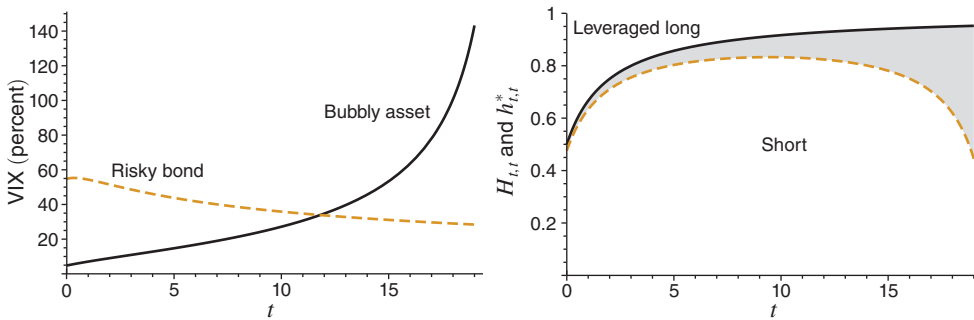 VIX (percent)
140
120
100
80
60
40
20
0
5
10
15
t
Bubbly asset
Risky bond
H_{t,t} and h^*_{t,t}
1
0.8
0.6
0.4
0.2
0
5
10
15
t
Leveraged long
Short